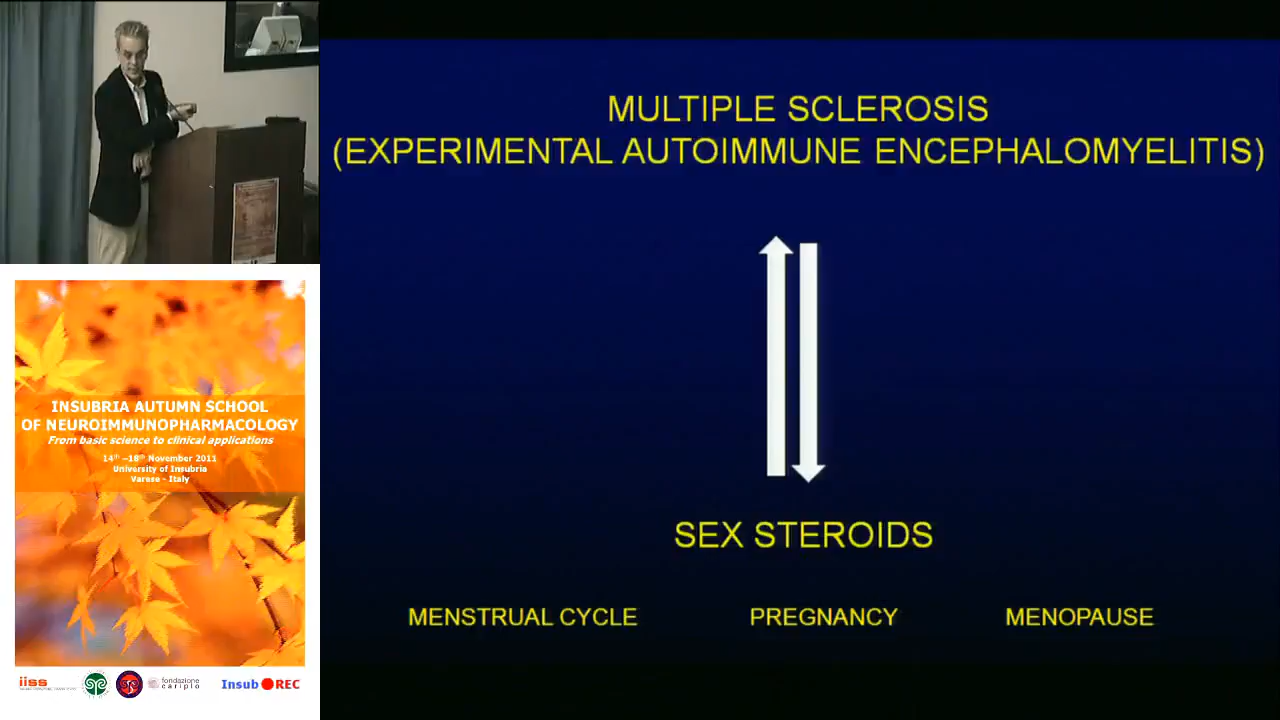 MULTIPLE SCLEROSIS
(EXPERIMENTAL AUTOIMMUNE ENCEPHALOMYELITIS)
SEX STEROIDS
MENSTRUAL CYCLE
PREGNANCY
MENOPAUSE
INSUBRIA AUTUMN SCHOOL
OF NEUROIMMUNOPHARMACOLOGY
From basic science to clinical applications
14th –18th November 2011
University of Insubria
Varese - Italy
iiss
fondazione
cariplo
Insub REC